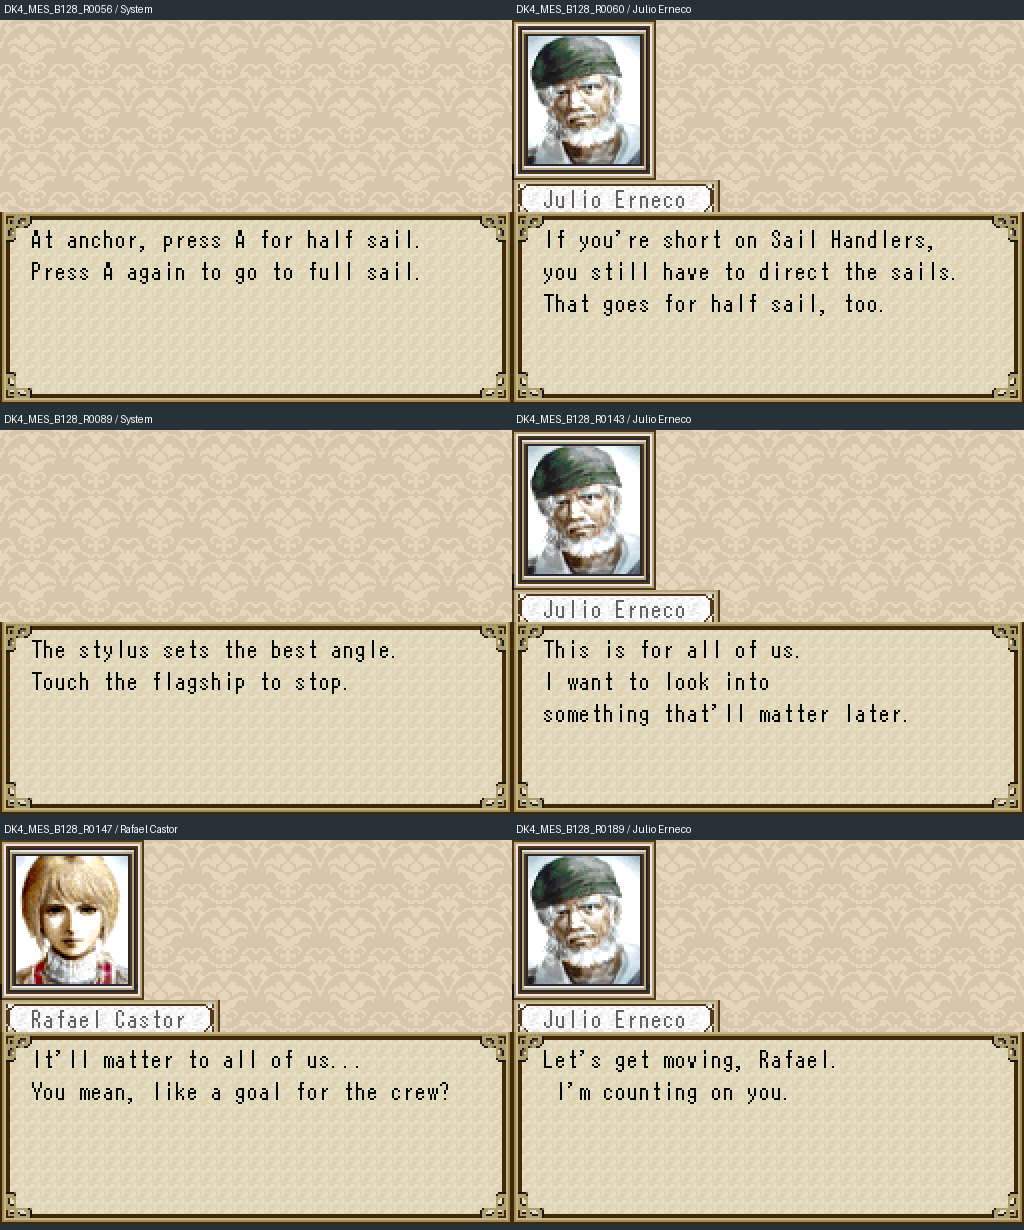 DK4_MES_B128_R0056 / System
At anchor, press A for half sail.
Press A again to go to full sail.
DK4_MES_B128_R0060 / Julio Erneco
Julio Erneco
If you're short on Sail Handlers,
you still have to direct the sails.
That goes for half sail, too.
DK4_MES_B128_R0089 / System
The stylus sets the best angle.
Touch the flagship to stop.
DK4_MES_B128_R0143 / Julio Erneco
Julio Erneco
This is for all of us.
I want to look into
something that'll matter later.
DK4_MES_B128_R0147 / Rafael Castor
Rafael Castor
It'll matter to all of us...
You mean, like a goal for the crew?
DK4_MES_B128_R0189 / Julio Erneco
Julio Erneco
Let's get moving, Rafael.
I'm counting on you.